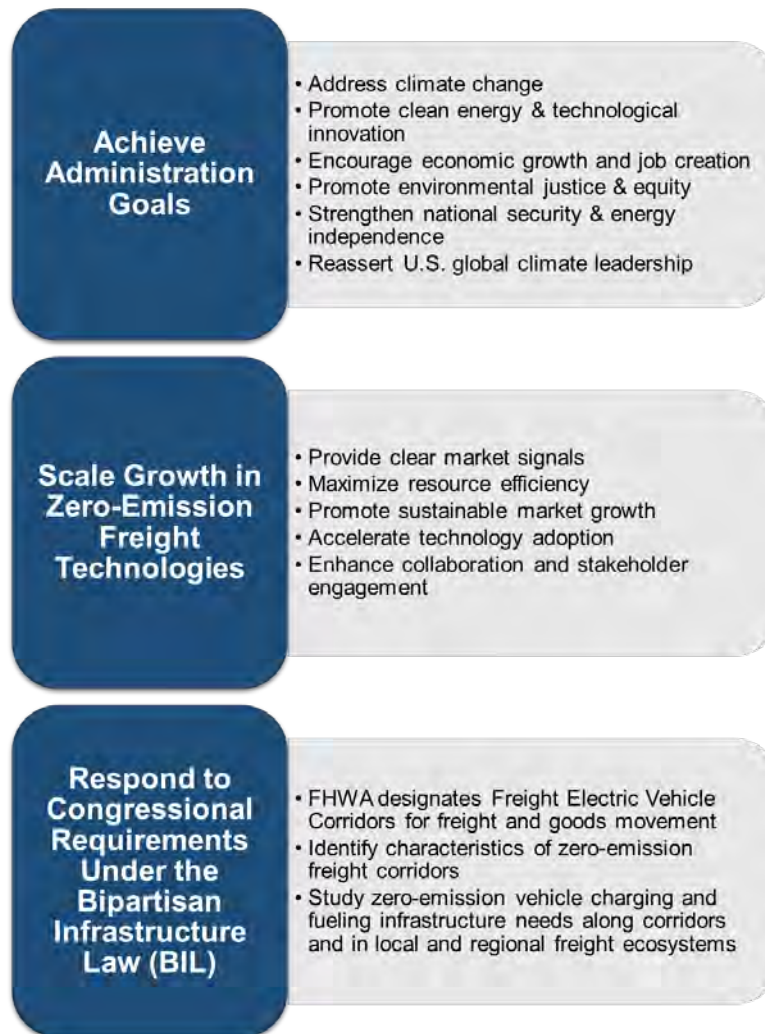 Achieve
Administration
Goals
• Address climate change
• Promote clean energy & technological
innovation
• Encourage economic growth and job creation
• Promote environmental justice & equity
• Strengthen national security & energy
independence
• Reassert U.S. global climate leadership
Scale Growth in
Zero-Emission
Freight
Technologies
• Provide clear market signals
• Maximize resource efficiency
• Promote sustainable market growth
• Accelerate technology adoption
• Enhance collaboration and stakeholder
engagement
Respond to
Congressional
Requirements
Under the
Bipartisan
Infrastructure
Law (BIL)
• FHWA designates Freight Electric Vehicle
Corridors for freight and goods movement
• Identify characteristics of zero-emission
freight corridors
• Study zero-emission vehicle charging and
fueling infrastructure needs along corridors
and in local and regional freight ecosystems